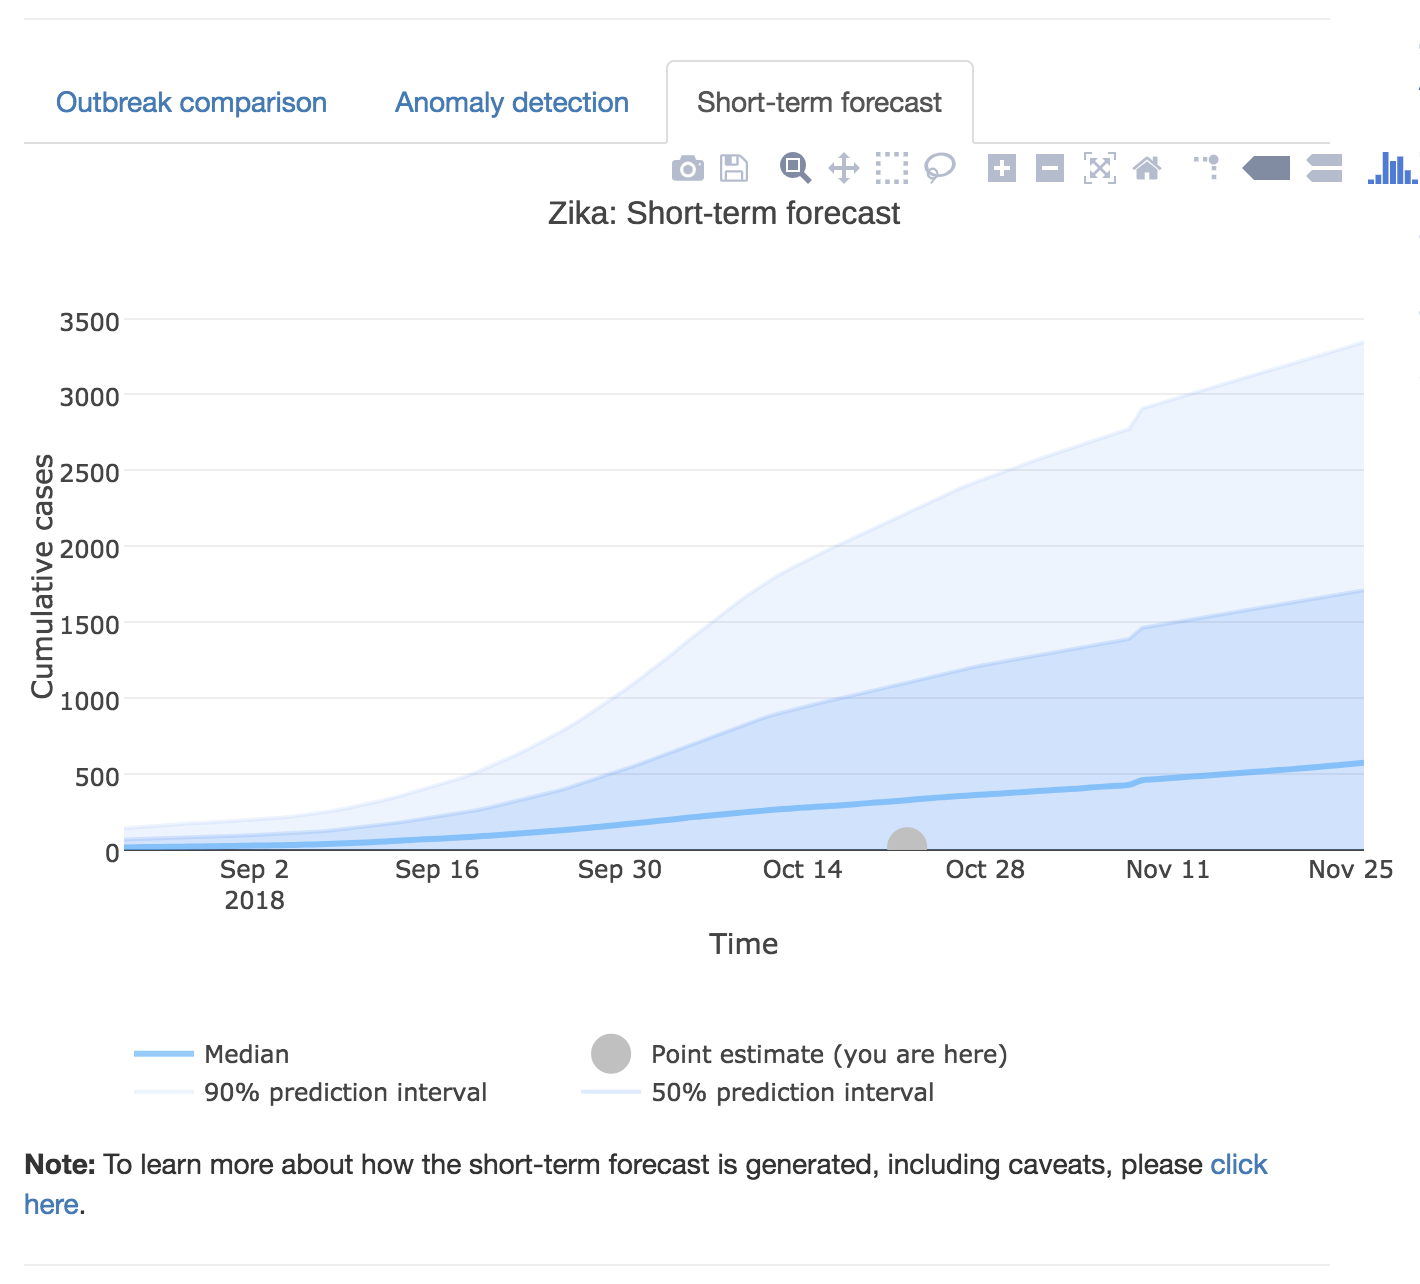 Outbreak comparison
Anomaly detection
Short-term forecast
Zika: Short-term forecast
3500
3000
2500
2000
1500
1000
500
0
Cumulative cases
Sep 2
2018
Sep 16
Sep 30
Oct 14
Oct 28
Nov 11
Nov 25
Time
Median
Point estimate (you are here)
90% prediction interval
50% prediction interval
Note: To learn more about how the short-term forecast is generated, including caveats, please click
here.